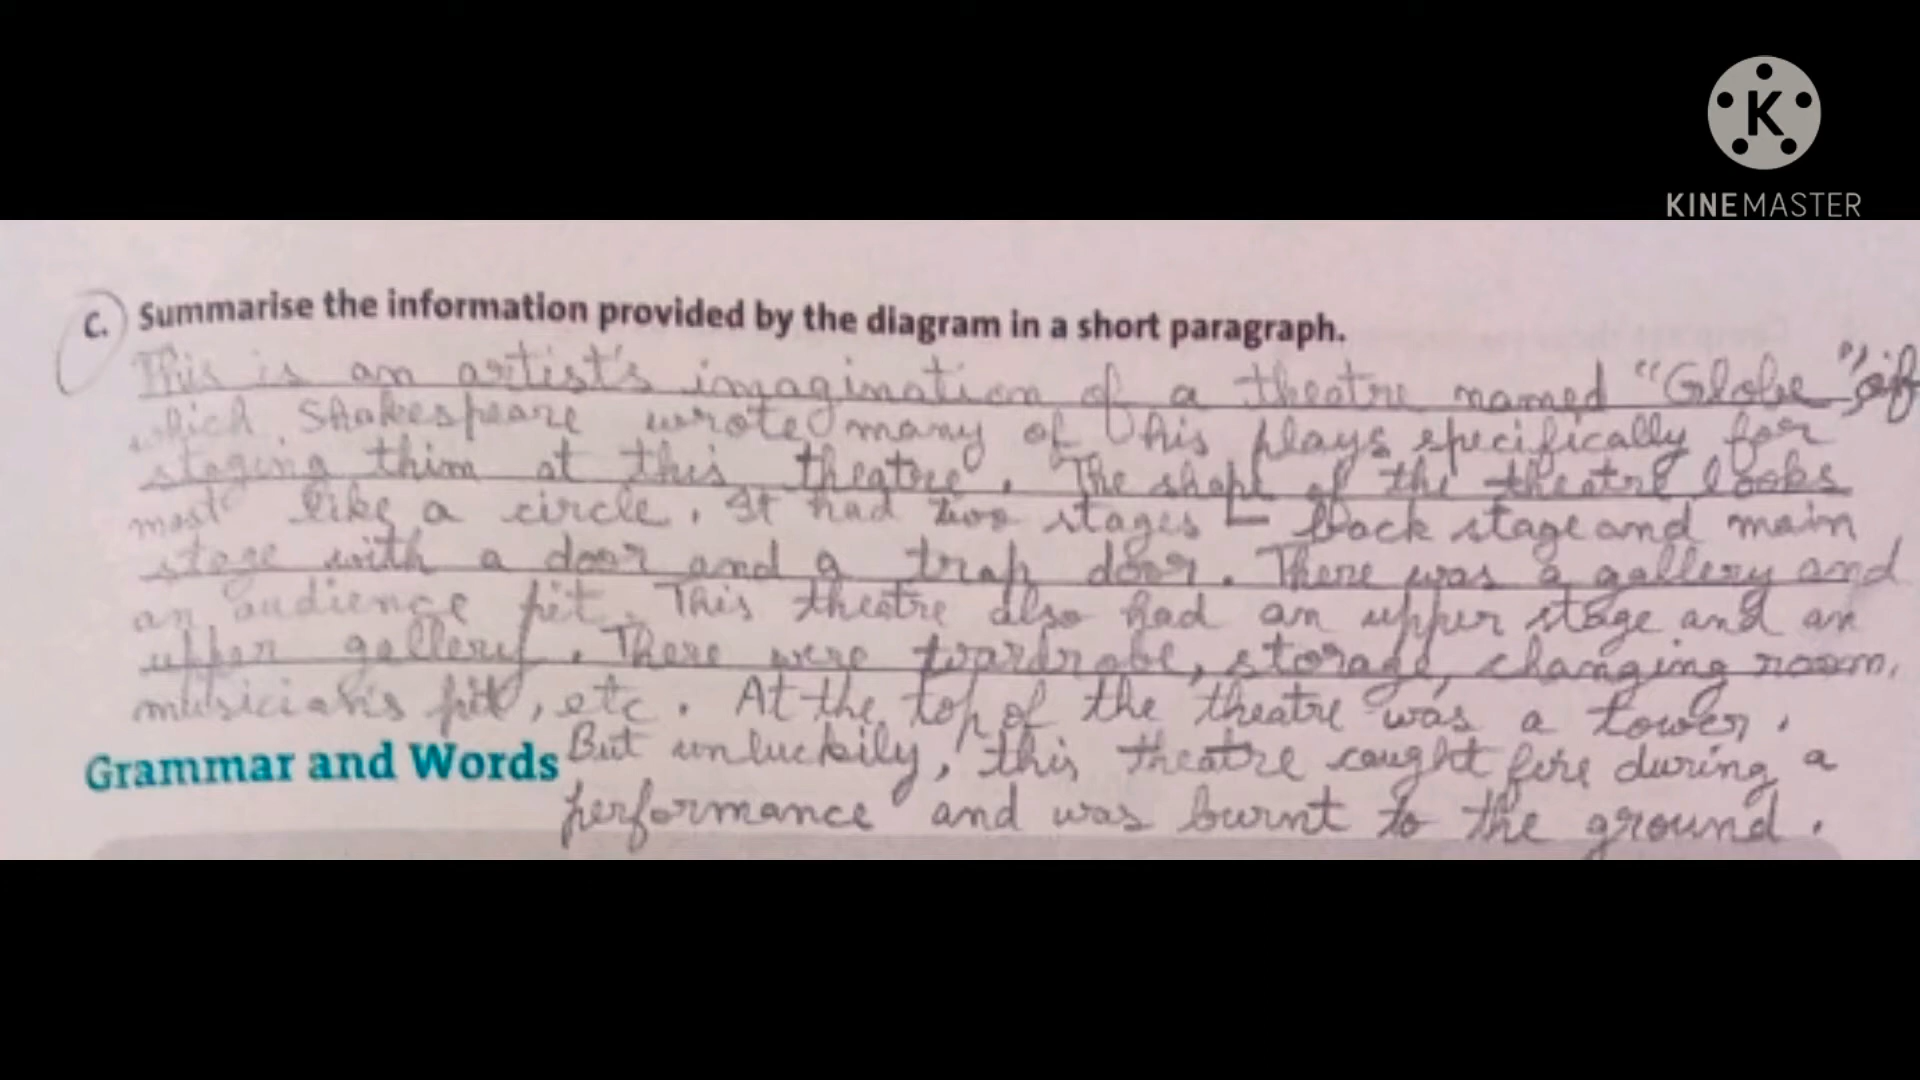 K
KINEMASTER
C. Summarise the information provided by the diagram in a short paragraph.
This is an artist's imagination of a theatre named "Globe", of
which Shakespeare wrote many of his plays specifically for
staging thim at this theatre. The shape of the theatre looks
most like a circle. It had two stages – back stage and main
stage with a door and a trap door. There was a gallery and
an audience pit. This theatre also had an upper stage and an
upper gallery. There were wardrobe, storage, changing room,
musician's pit, etc. At the top of the theatre was a tower.
Grammar and Words
But unluckily, this theatre caught fire during a
performance and was burnt to the ground.